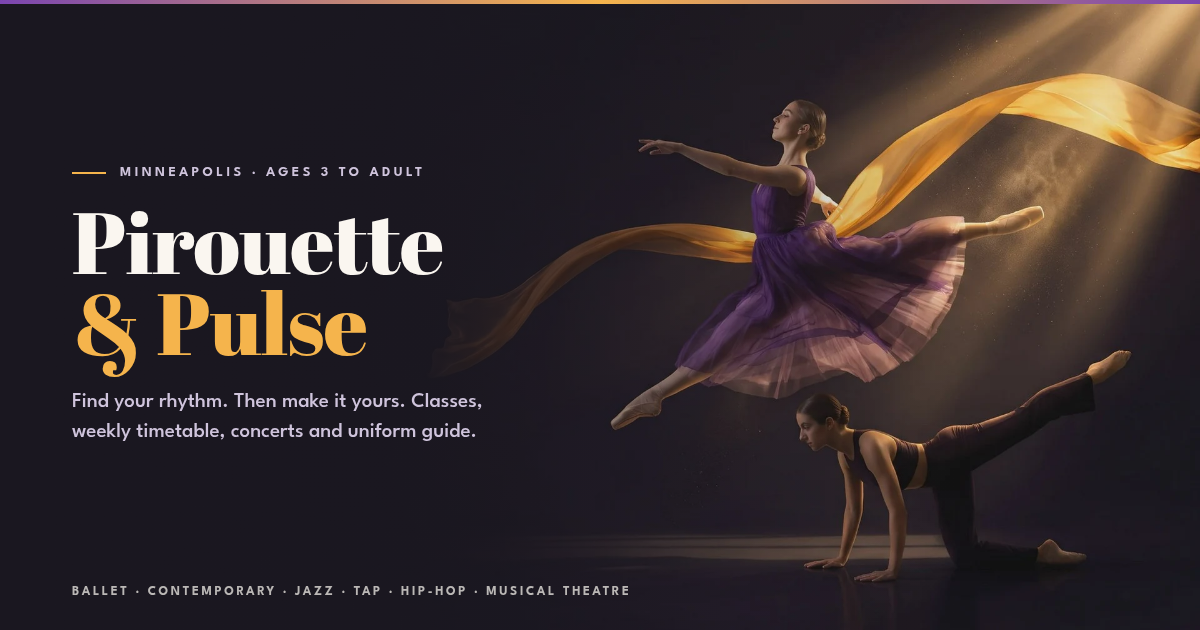 MINNEAPOLIS · AGES 3 TO ADULT
Pirouette
& Pulse
Find your rhythm. Then make it yours. Classes,
weekly timetable, concerts and uniform guide.
BALLET · CONTEMPORARY · JAZZ · TAP · HIP-HOP · MUSICAL THEATRE